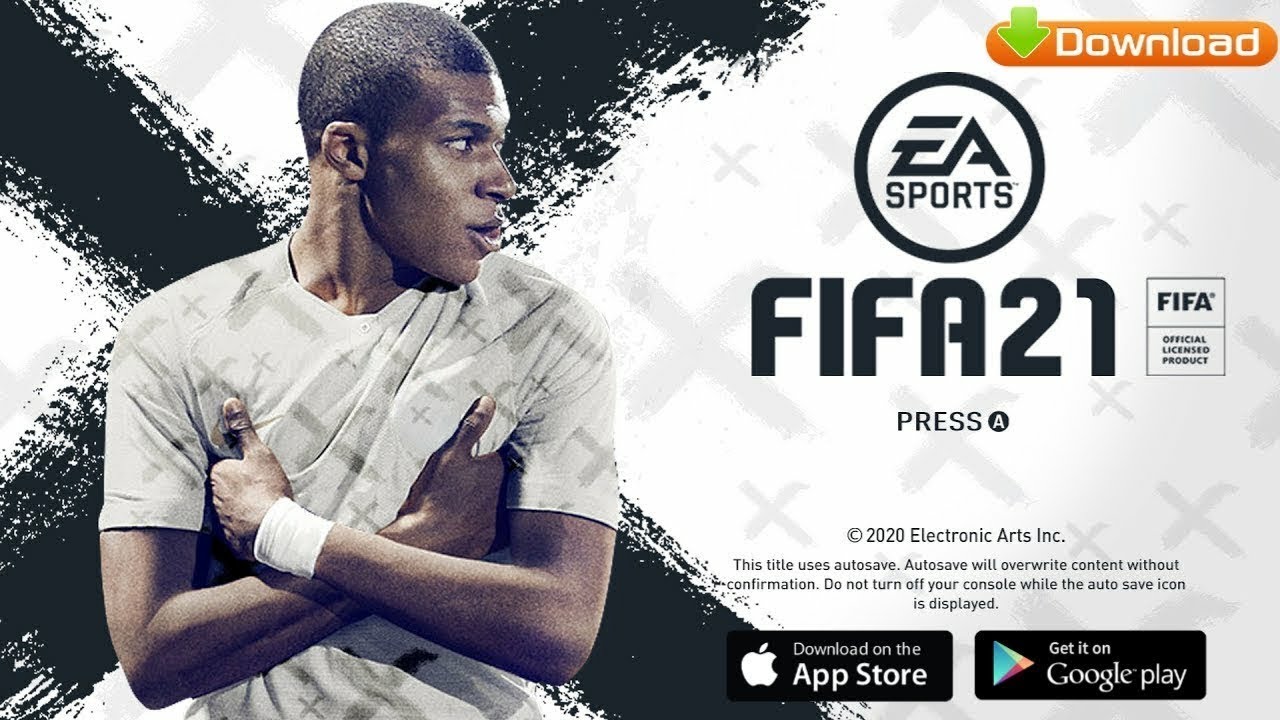 Download
EA
SPORTS™
FIFA21
FIFA®
OFFICIAL
LICENSED
PRODUCT
PRESS A
© 2020 Electronic Arts Inc.
This title uses autosave. Autosave will overwrite content without
confirmation. Do not turn off your console while the auto save icon
is displayed.
Download on the
App Store
Get it on
Google play